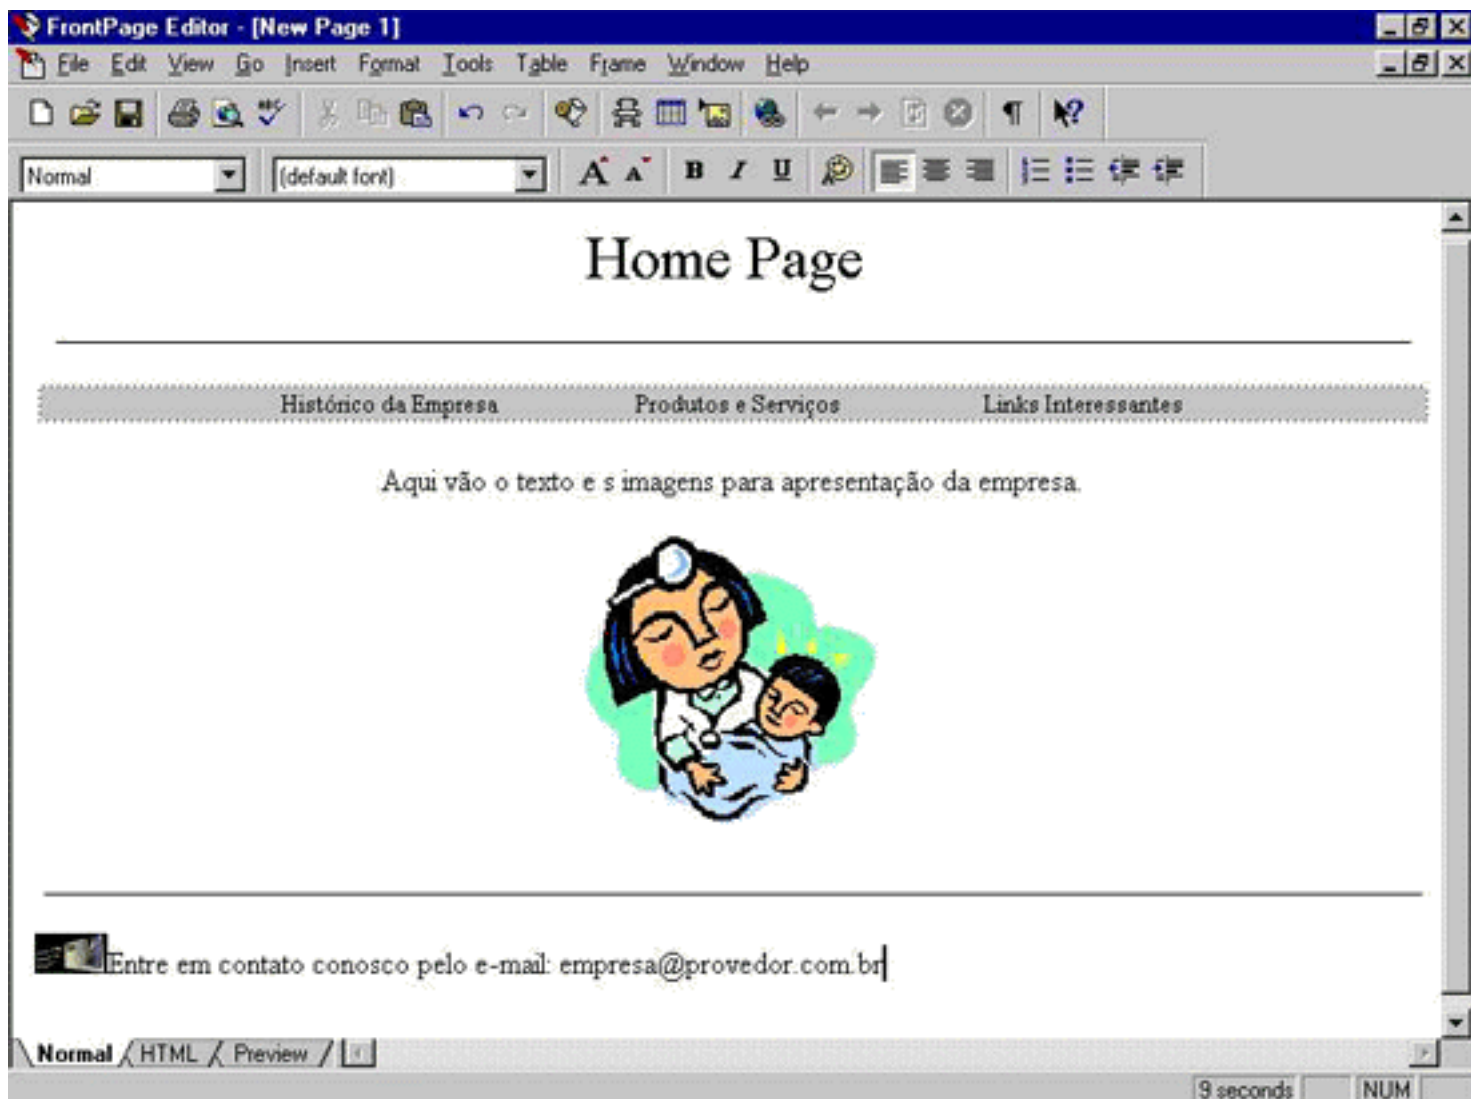 FrontPage Editor - [New Page 1]
File Edit View Go Insert Format Tools Table Frame Window Help
Normal (default font) A A B I U
Home Page
Histórico da Empresa Produtos e Serviços Links Interessantes
Aqui vão o texto e s imagens para apresentação da empresa.
Entre em contato conosco pelo e-mail: empresa@provedor.com.br
Normal HTML Preview
9 seconds NUM